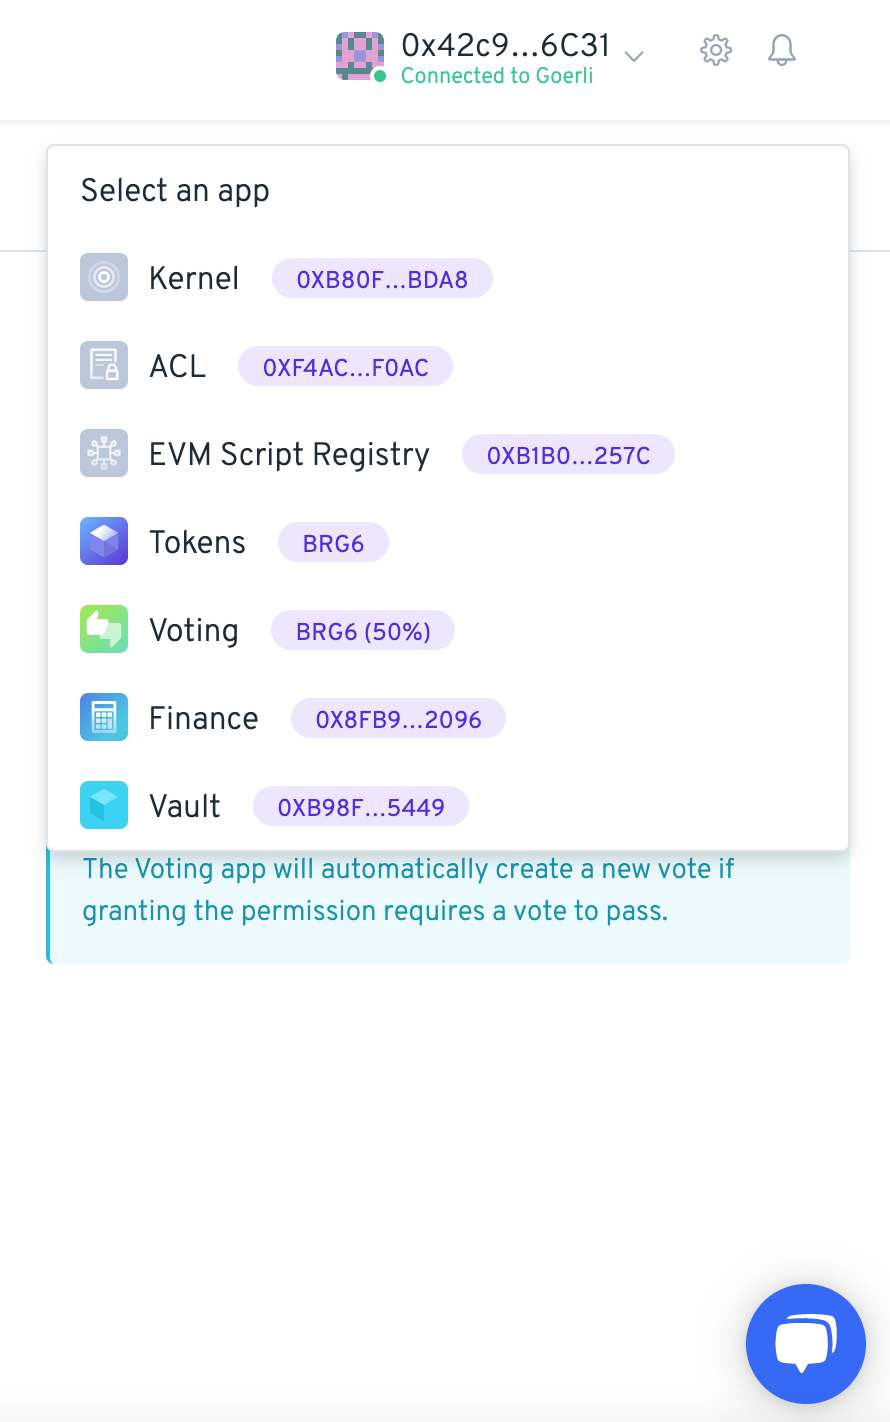 0x42c9…6C31
Connected to Goerli
Select an app
Kernel 0XB80F…BDA8
ACL 0XF4AC…F0AC
EVM Script Registry 0XB1B0…257C
Tokens BRG6
Voting BRG6 (50%)
Finance 0X8FB9…2096
Vault 0XB98F…5449
The Voting app will automatically create a new vote if
granting the permission requires a vote to pass.